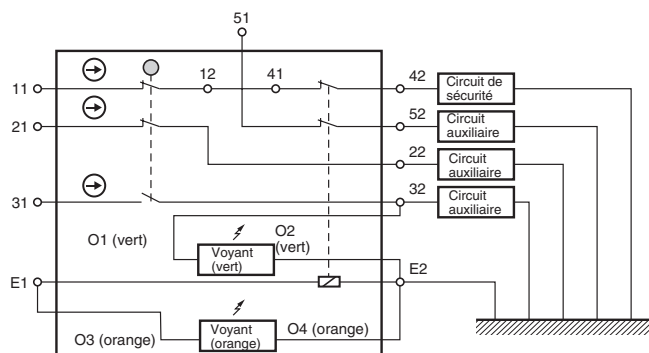 51
11
12
41
42
Circuit de
sécurité
21
52
Circuit
auxiliaire
22
Circuit
auxiliaire
31
32
Circuit
auxiliaire
O1 (vert)
O2
(vert)
Voyant
(vert)
E1
E2
Voyant
(orange)
O3 (orange)
O4 (orange)